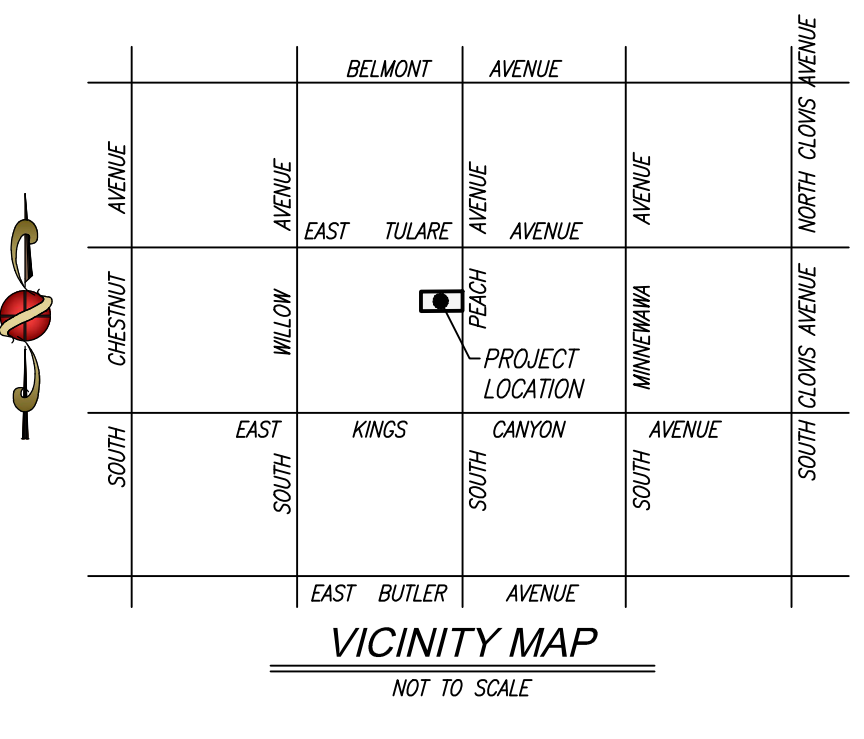 BELMONT AVENUE
SOUTH CHESTNUT AVENUE
SOUTH WILLOW AVENUE
SOUTH PEACH AVENUE
SOUTH MINNEWAWA AVENUE
NORTH CLOVIS AVENUE
SOUTH CLOVIS AVENUE
EAST TULARE AVENUE
PROJECT
LOCATION
EAST KINGS CANYON AVENUE
EAST BUTLER AVENUE
VICINITY MAP
NOT TO SCALE